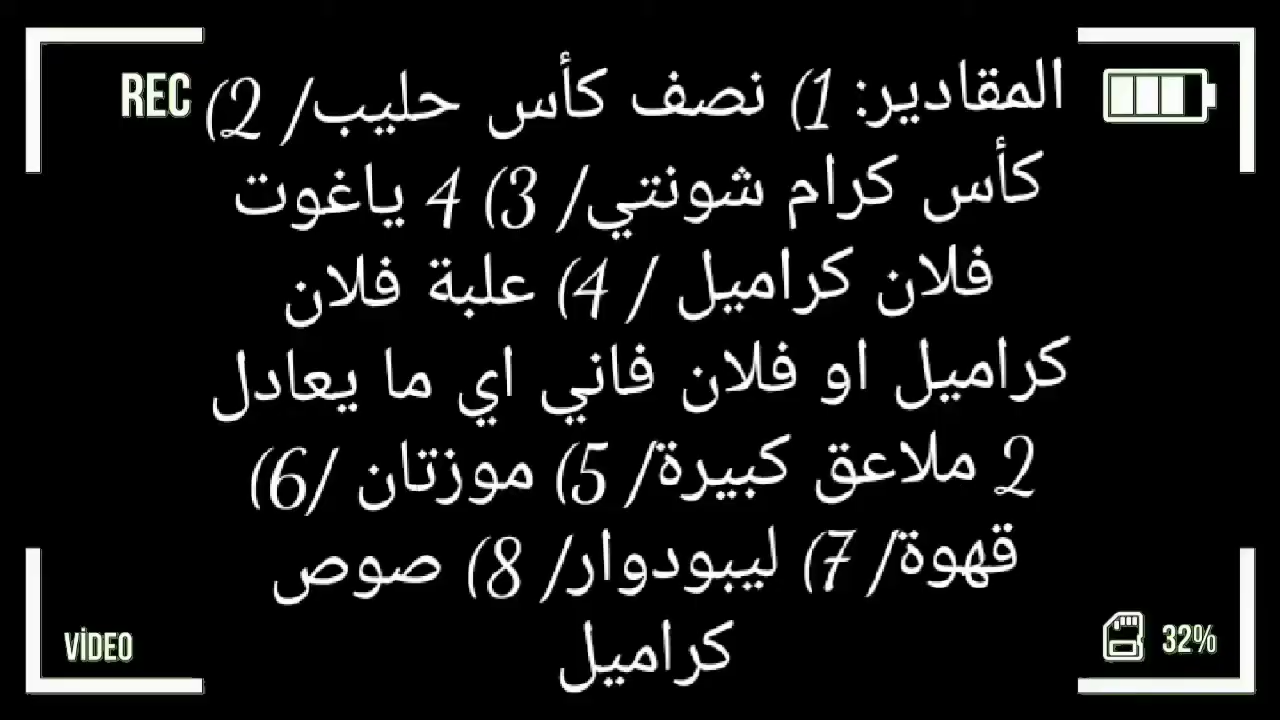 REC
المقادير: 1) نصف كأس حليب/ 2)
كأس كرام شونتي/ 3) 4 ياغوت
فلان كراميل / 4) علبة فلان
كراميل او فلان فاني اي ما يعادل
2 ملاعق كبيرة/ 5) موزتان /6)
قهوة/ 7) ليبودوار/ 8) صوص
كراميل
VİDEO
32%